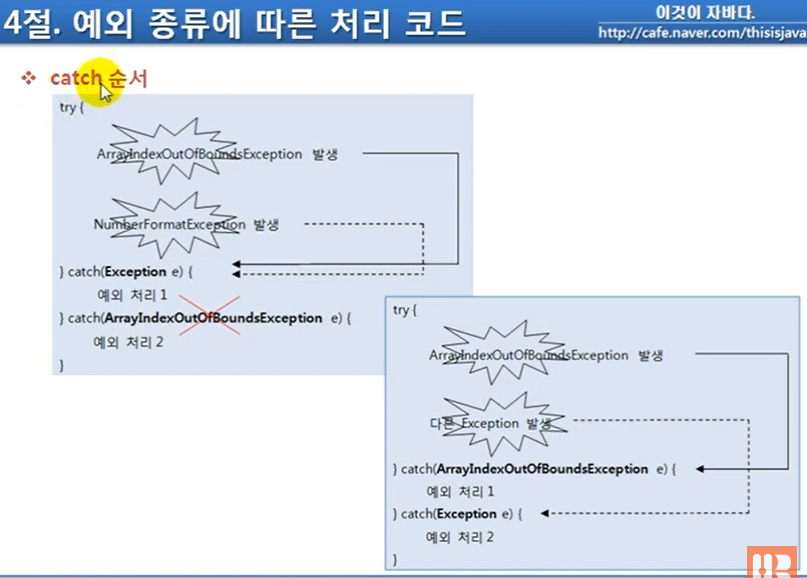 4절. 예외 종류에 따른 처리 코드
이것이 자바다.
http://cafe.naver.com/thisisjava
❖ catch 순서
try {
ArrayIndexOutOfBoundsException 발생
NumberFormatException 발생
} catch(Exception e) {
예외 처리 1
} catch(ArrayIndexOutOfBoundsException e) {
예외 처리 2
}
try {
ArrayIndexOutOfBoundsException 발생
다른 Exception 발생
} catch(ArrayIndexOutOfBoundsException e) {
예외 처리 1
} catch(Exception e) {
예외 처리 2
}